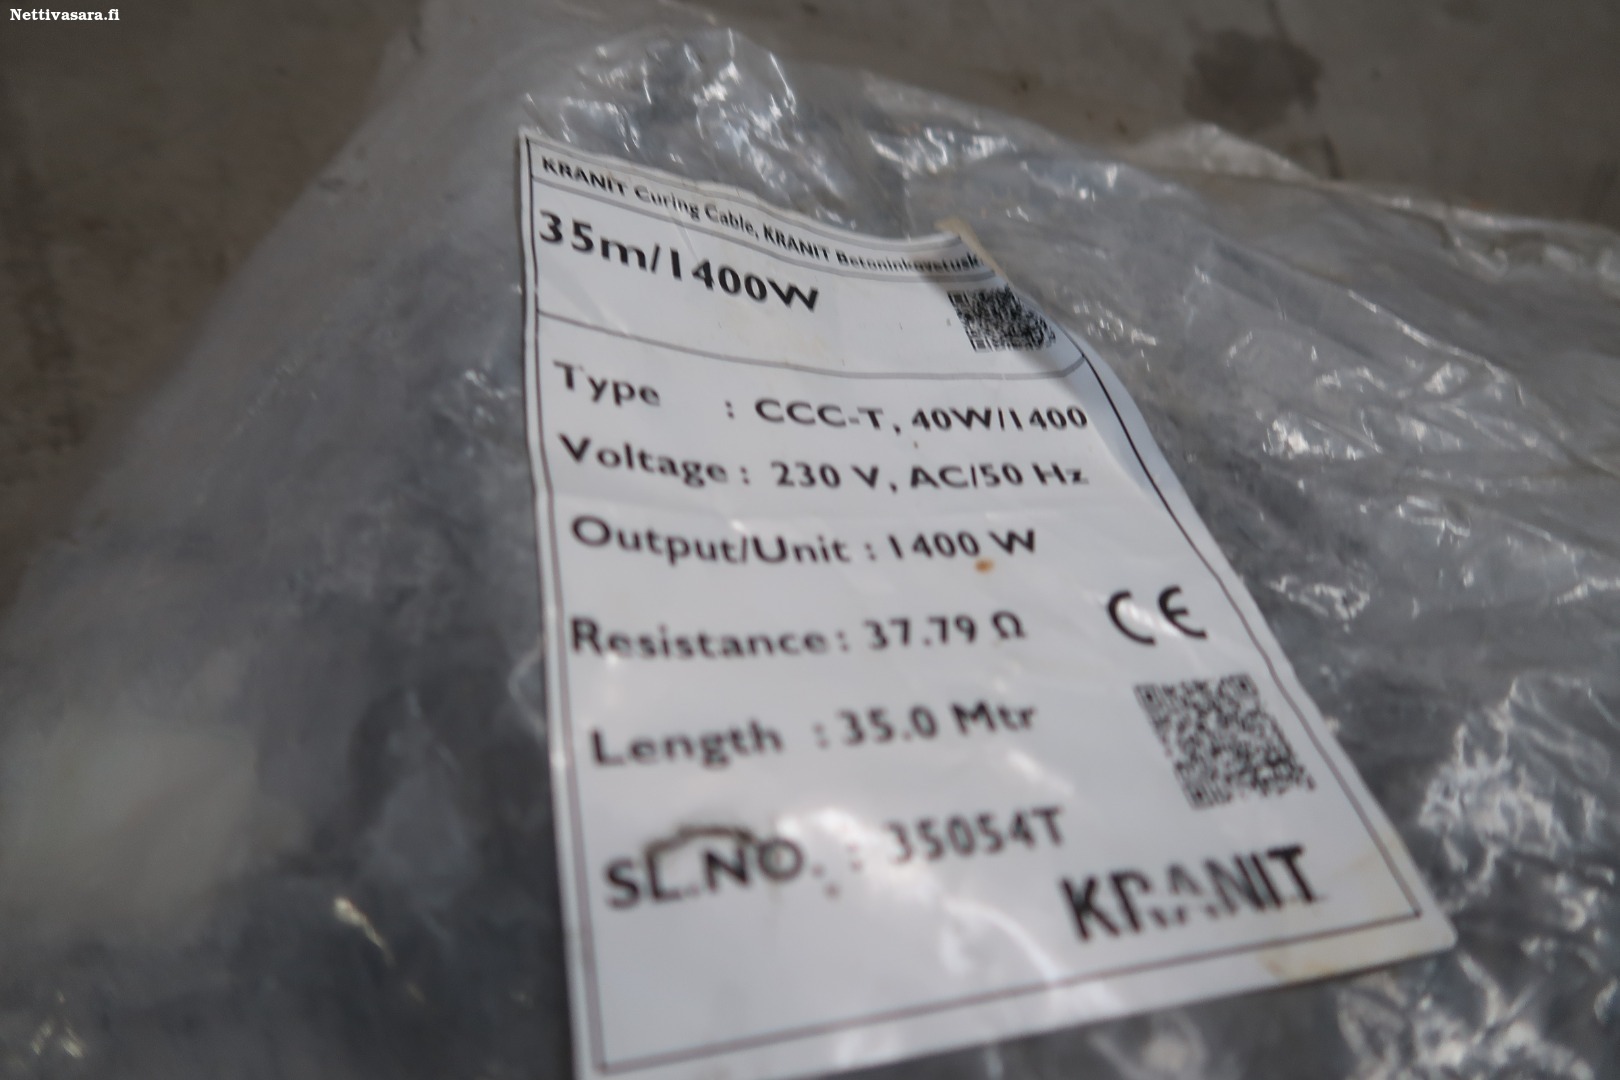 Nettivasara.fi
KRANIT Curing Cable, KRANIT
35m/1400W
Type : CCC-T, 40W/1400
Voltage : 230 V, AC/50 Hz
Output/Unit : 1400 W
Resistance : 37.79 Ω
CE
Length : 35.0 Mtr
SL.NO. : 35054T
KRANIT